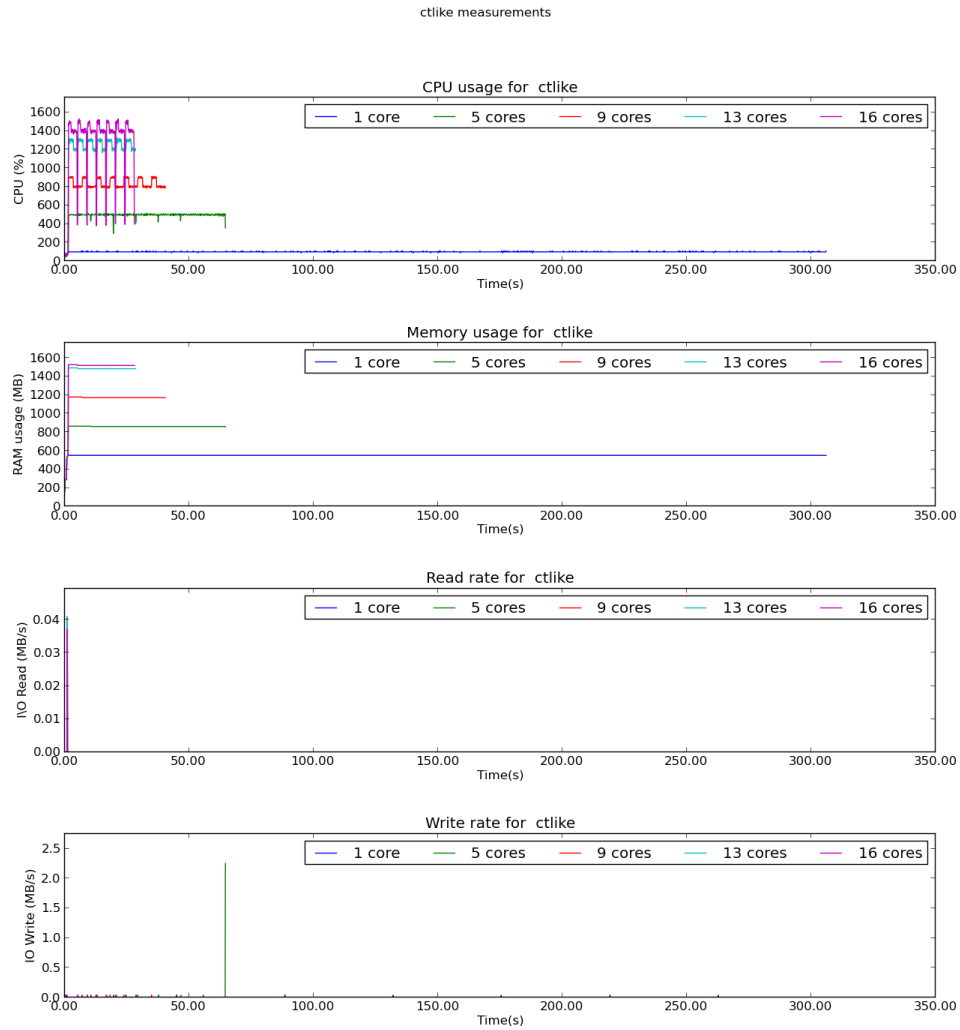 ctlike measurements
CPU usage for ctlike
1 core 5 cores 9 cores 13 cores 16 cores
CPU (%)
1600
1400
1200
1000
800
600
400
200
0
0.00 50.00 100.00 150.00 200.00 250.00 300.00 350.00
Time(s)
Memory usage for ctlike
1 core 5 cores 9 cores 13 cores 16 cores
RAM usage (MB)
1600
1400
1200
1000
800
600
400
200
0
0.00 50.00 100.00 150.00 200.00 250.00 300.00 350.00
Time(s)
Read rate for ctlike
1 core 5 cores 9 cores 13 cores 16 cores
I\O Read (MB/s)
0.04
0.03
0.02
0.01
0.00
0.00 50.00 100.00 150.00 200.00 250.00 300.00 350.00
Time(s)
Write rate for ctlike
1 core 5 cores 9 cores 13 cores 16 cores
IO Write (MB/s)
2.5
2.0
1.5
1.0
0.5
0.0
0.00 50.00 100.00 150.00 200.00 250.00 300.00 350.00
Time(s)